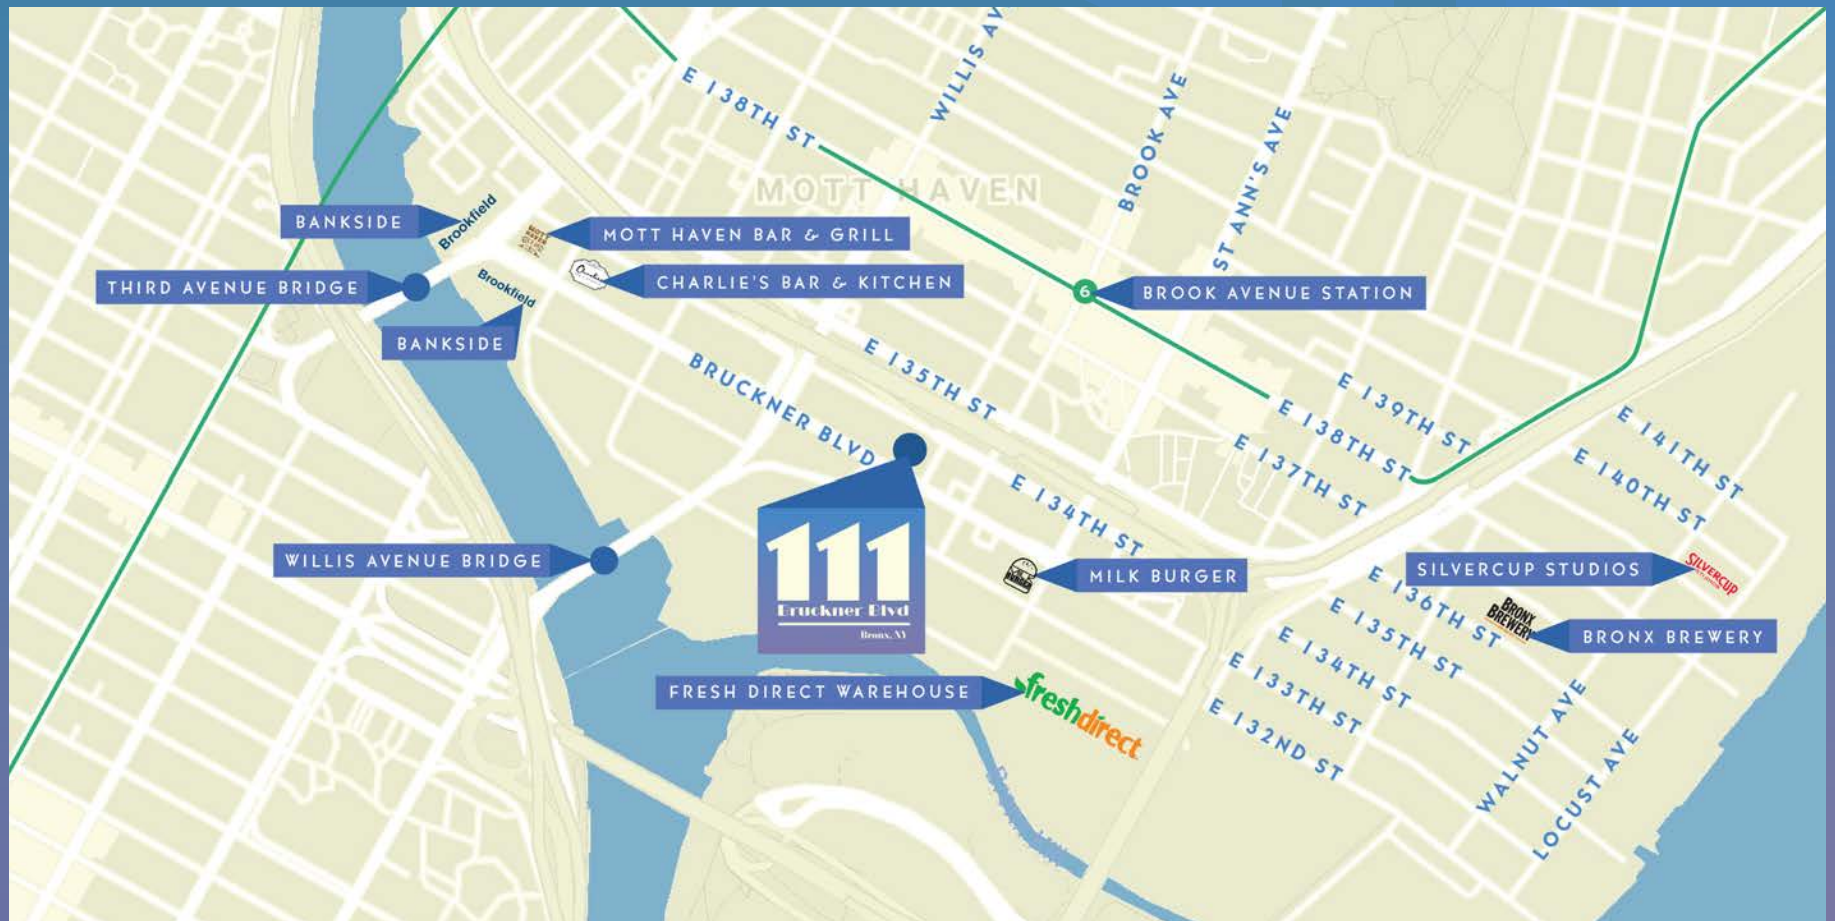 WILLIS AV
E 138TH ST
BROOK AVE
ST ANN'S AVE
MOTT HAVEN
BANKSIDE
Brookfield
MOTT HAVEN BAR & GRILL
THIRD AVENUE BRIDGE
Brookfield
CHARLIE'S BAR & KITCHEN
6
BROOK AVENUE STATION
BANKSIDE
BRUCKNER BLVD
E 135TH ST
E 139TH ST
E 138TH ST
E 137TH ST
E 141TH ST
E 140TH ST
E 134TH ST
111
Bruckner Blvd
Bronx, NY
WILLIS AVENUE BRIDGE
BURGER
MILK BURGER
SILVERCUP STUDIOS
SILVERCUP
E 136TH ST
BRONX
BREWERY
BRONX BREWERY
E 135TH ST
E 134TH ST
E 133TH ST
E 132ND ST
FRESH DIRECT WAREHOUSE
freshdirect
WALNUT AVE
LOCUST AVE